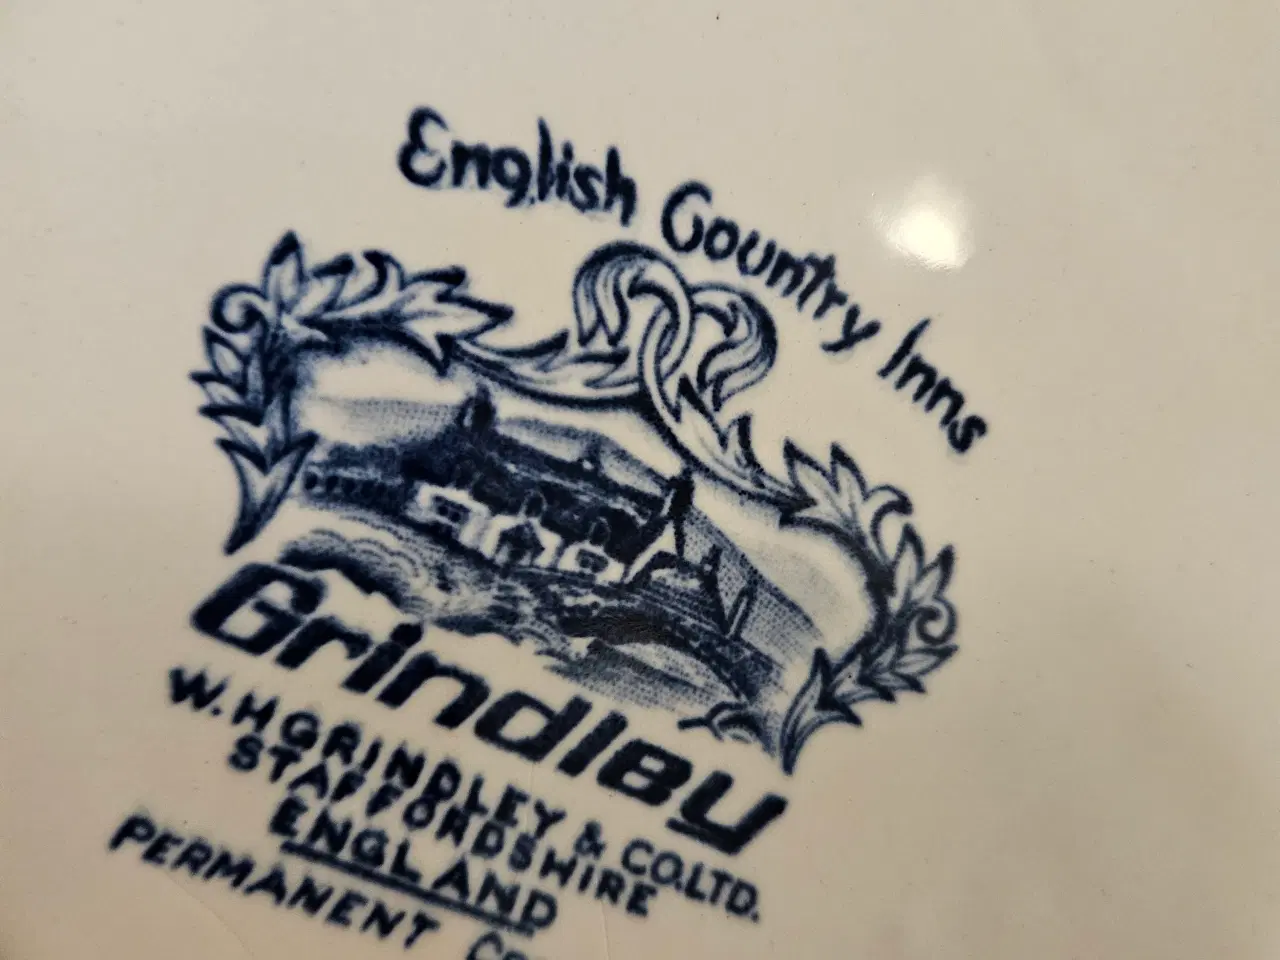 English Country Inns
Grindley
W.H GRINDLEY & CO.LTD.
STAFFORDSHIRE
ENGLAND
PERMANENT